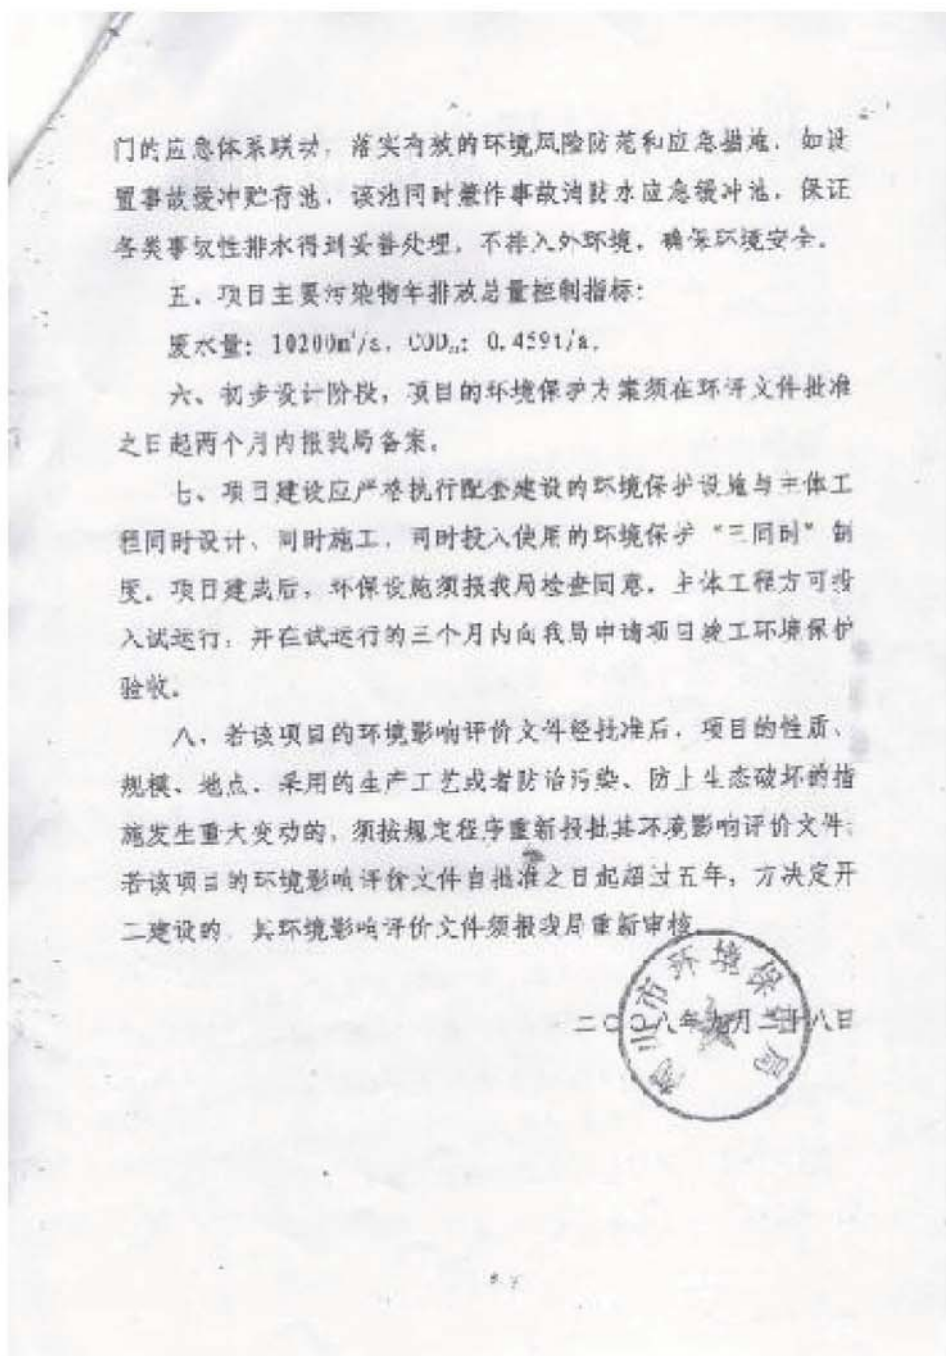 门的应急体系联动，落实有效的环境风险防范和应急措施，如设
置事故缓冲贮存池，该池同时兼作事故消防水应急缓冲池，保证
各类事故性排水得到妥善处理，不排入外环境，确保环境安全。
五、项目主要污染物年排放总量控制指标：
废水量：10200m³/a，COD：0.459t/a。
六、初步设计阶段，项目的环境保护方案须在环评文件批准
之日起两个月内报我局备案。
七、项目建设应严格执行配套建设的环境保护设施与主体工
程同时设计、同时施工、同时投入使用的环境保护“三同时”制
度。项目建成后，环保设施须报我局检查同意，主体工程方可投
入试运行，并在试运行的三个月内向我局申请项目竣工环境保护
验收。
八、若该项目的环境影响评价文件经批准后，项目的性质、
规模、地点、采用的生产工艺或者防治污染、防止生态破坏的措
施发生重大变动的，须按规定程序重新报批其环境影响评价文件；
若该项目的环境影响评价文件自批准之日起超过五年，方决定开
工建设的，其环境影响评价文件须报我局重新审核。
市环境保护局
二〇〇八年九月二十八日